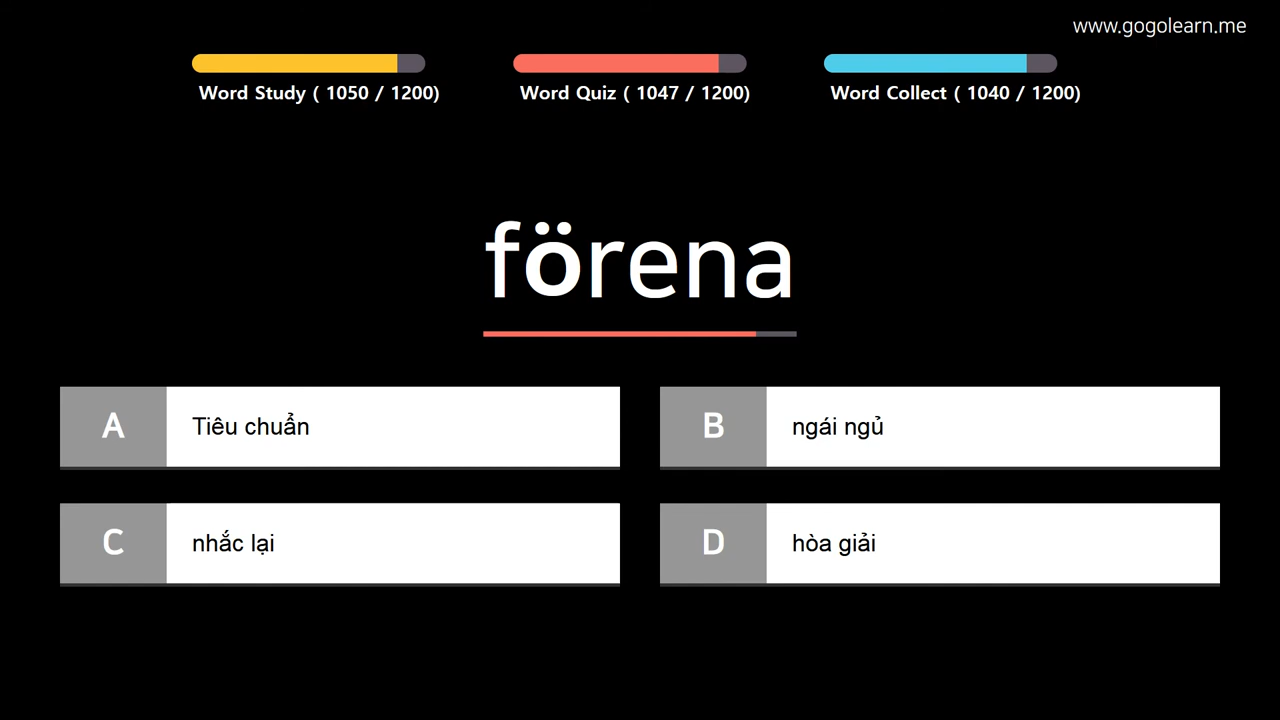 www.gogolearn.me
Word Study ( 1050 / 1200)
Word Quiz ( 1047 / 1200)
Word Collect ( 1040 / 1200)
förena
A Tiêu chuẩn
B ngái ngủ
C nhắc lại
D hòa giải